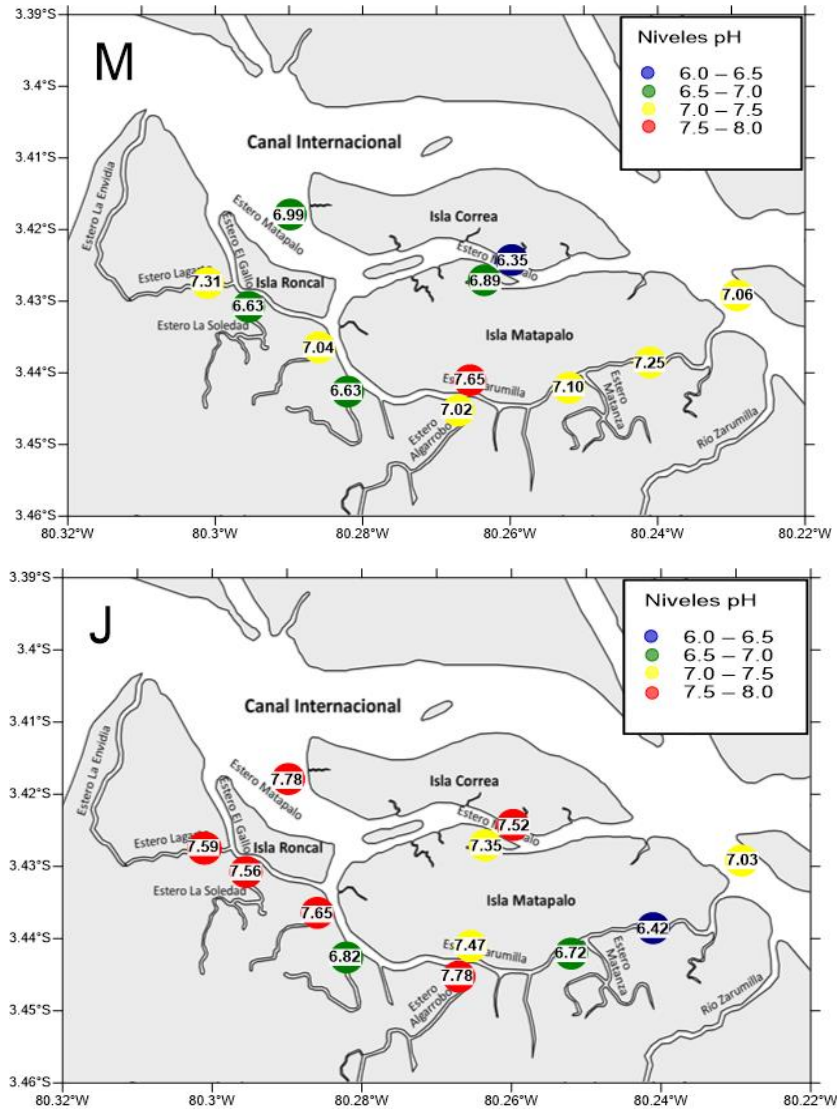 3.39°S
M
Niveles pH
6.0 – 6.5
6.5 – 7.0
7.0 – 7.5
7.5 – 8.0
3.4°S
3.41°S
Canal Internacional
Estero La Envidia
3.42°S
6.99
Estero Matapalo
Estero El Gallo
Isla Correa
6.35
7.31
Isla Roncal
6.89
3.43°S
7.06
6.63
Estero La Soledad
7.04
Isla Matapalo
7.25
3.44°S
6.63
7.65
7.10
7.02
Estero Algarrobo
Estero Matanza
Río Zarumilla
3.45°S
3.46°S
80.32°W
80.3°W
80.28°W
80.26°W
80.24°W
80.22°W
3.39°S
J
Niveles pH
6.0 – 6.5
6.5 – 7.0
7.0 – 7.5
7.5 – 8.0
3.4°S
3.41°S
Canal Internacional
Estero La Envidia
3.42°S
7.78
Estero Matapalo
Estero El Gallo
Isla Correa
7.52
7.59
Isla Roncal
7.35
3.43°S
7.03
7.56
Estero La Soledad
7.65
Isla Matapalo
6.42
3.44°S
6.82
7.47
6.72
7.78
Estero Algarrobo
Estero Matanza
Río Zarumilla
3.45°S
3.46°S
80.32°W
80.3°W
80.28°W
80.26°W
80.24°W
80.22°W